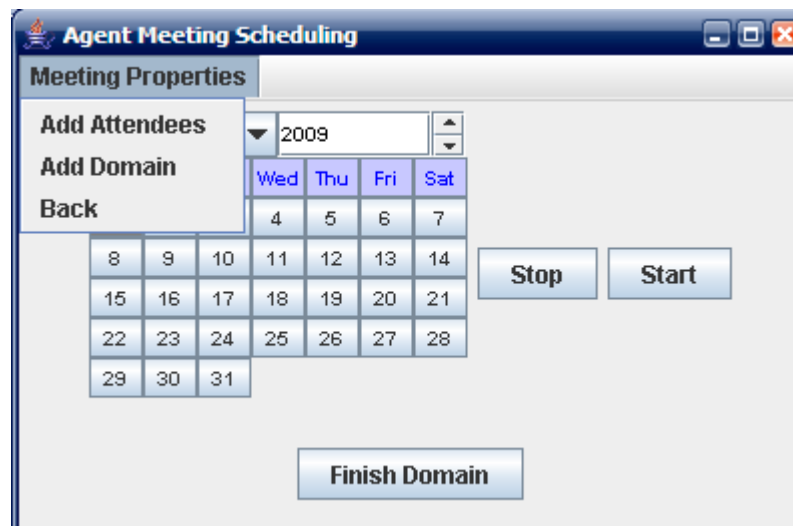 Agent Meeting Scheduling
Meeting Properties
Add Attendees
2009
Add Domain
Wed Thu Fri Sat
Back
4 5 6 7
8 9 10 11 12 13 14
Stop Start
15 16 17 18 19 20 21
22 23 24 25 26 27 28
29 30 31
Finish Domain